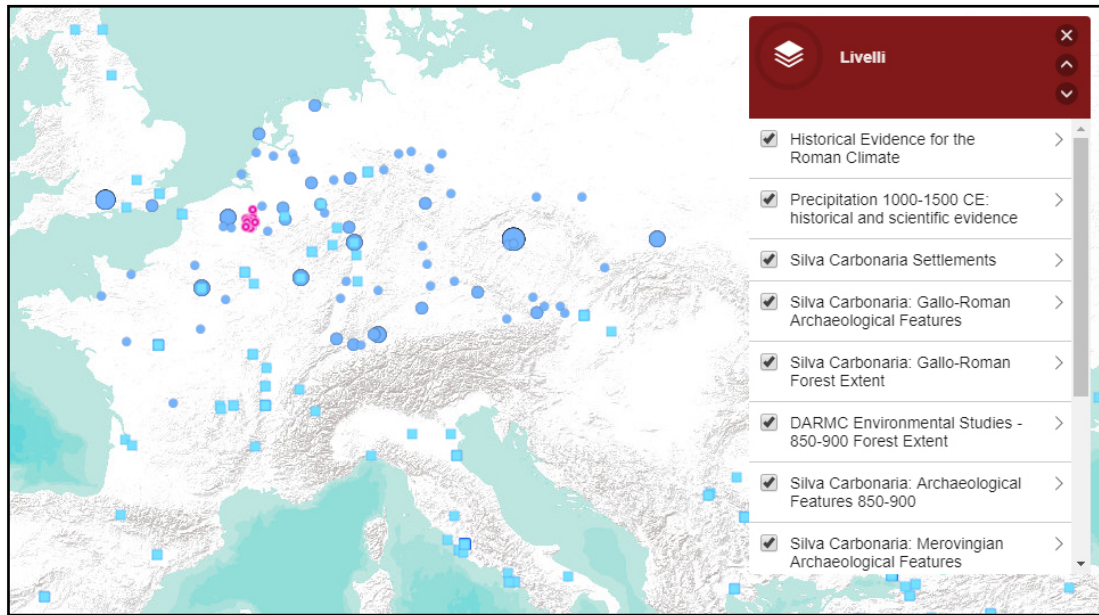 Livelli
Historical Evidence for the
Roman Climate
Precipitation 1000-1500 CE:
historical and scientific evidence
Silva Carbonaria Settlements
Silva Carbonaria: Gallo-Roman
Archaeological Features
Silva Carbonaria: Gallo-Roman
Forest Extent
DARMC Environmental Studies -
850-900 Forest Extent
Silva Carbonaria: Archaeological
Features 850-900
Silva Carbonaria: Merovingian
Archaeological Features